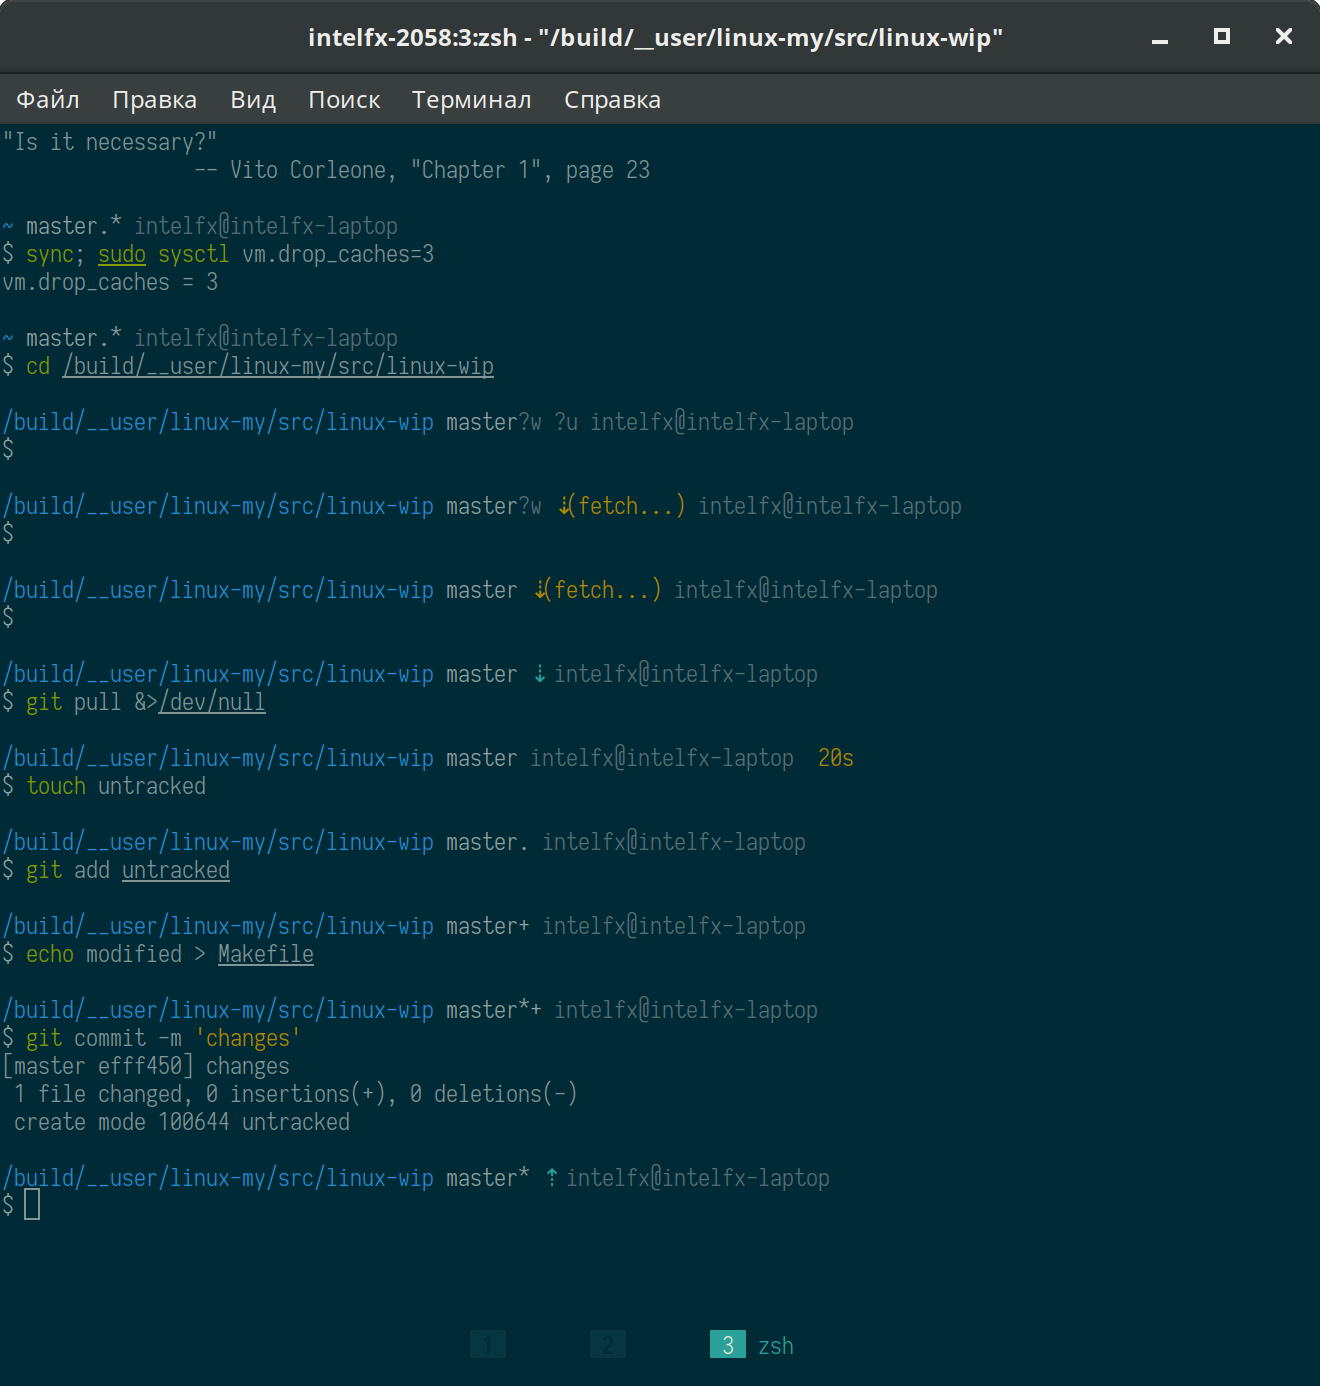 intelfx-2058:3:zsh - "/build/__user/linux-my/src/linux-wip"
Файл Правка Вид Поиск Терминал Справка
"Is it necessary?"
-- Vito Corleone, "Chapter 1", page 23
~ master.* intelfx@intelfx-laptop
$ sync; sudo sysctl vm.drop_caches=3
vm.drop_caches = 3
~ master.* intelfx@intelfx-laptop
$ cd /build/__user/linux-my/src/linux-wip
/build/__user/linux-my/src/linux-wip master?w ?u intelfx@intelfx-laptop
$
/build/__user/linux-my/src/linux-wip master?w ⇣(fetch...) intelfx@intelfx-laptop
$
/build/__user/linux-my/src/linux-wip master ⇣(fetch...) intelfx@intelfx-laptop
$
/build/__user/linux-my/src/linux-wip master ⇣ intelfx@intelfx-laptop
$ git pull &>/dev/null
/build/__user/linux-my/src/linux-wip master intelfx@intelfx-laptop 20s
$ touch untracked
/build/__user/linux-my/src/linux-wip master. intelfx@intelfx-laptop
$ git add untracked
/build/__user/linux-my/src/linux-wip master+ intelfx@intelfx-laptop
$ echo modified > Makefile
/build/__user/linux-my/src/linux-wip master*+ intelfx@intelfx-laptop
$ git commit -m 'changes'
[master efff450] changes
1 file changed, 0 insertions(+), 0 deletions(-)
create mode 100644 untracked
/build/__user/linux-my/src/linux-wip master* ⇡ intelfx@intelfx-laptop
$
1 2 3 zsh